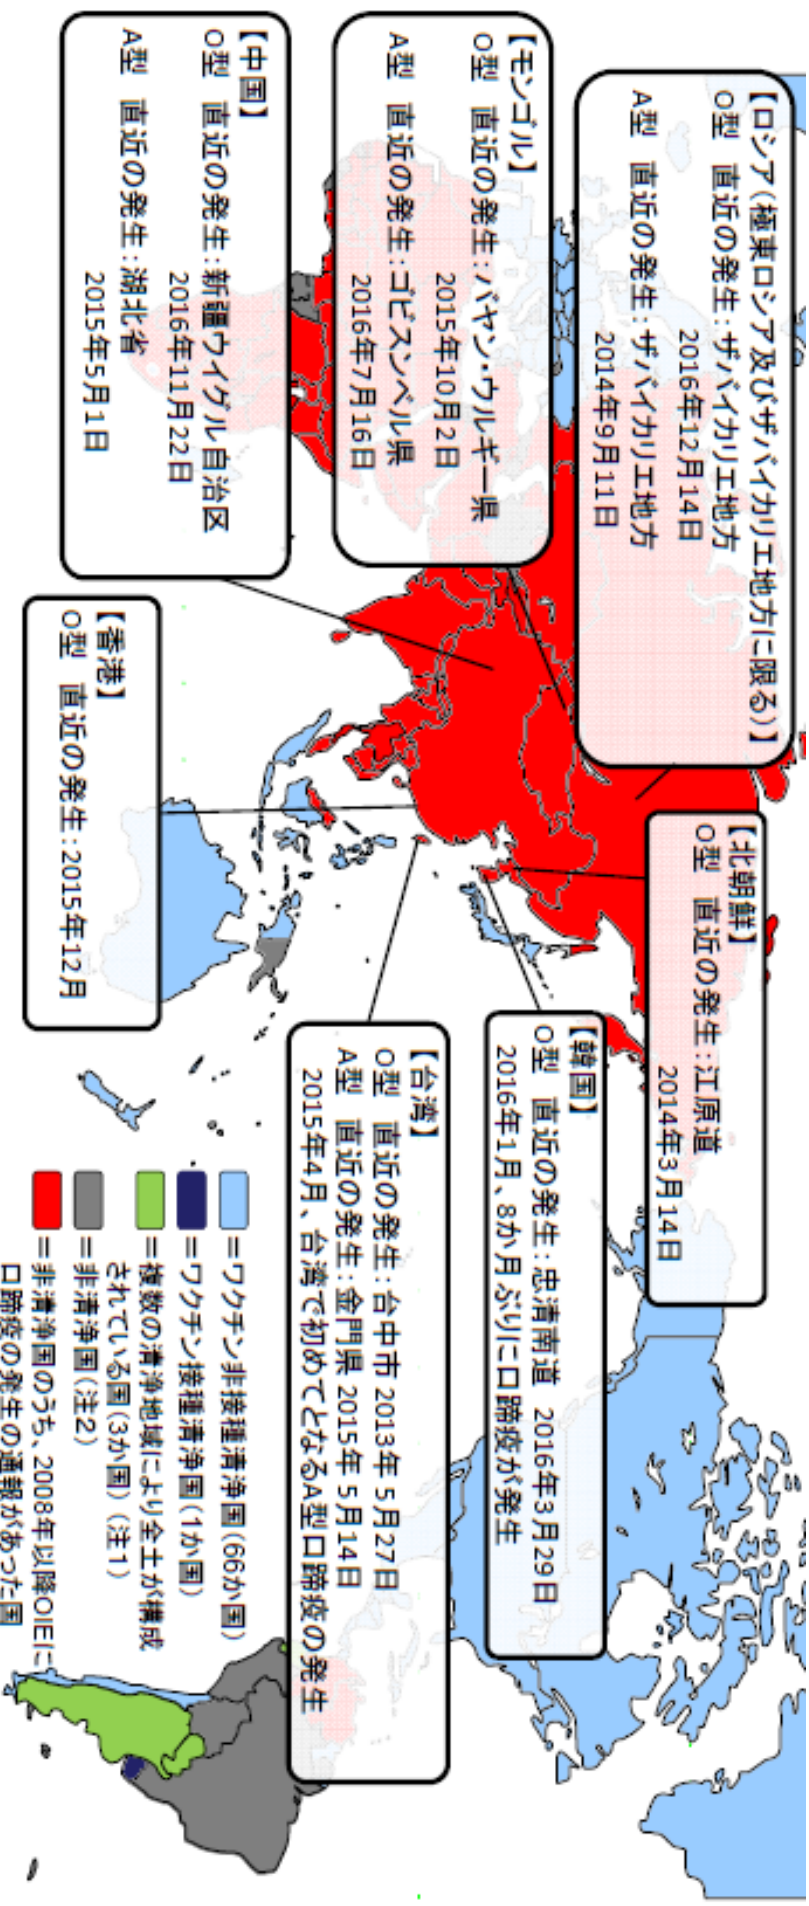 【ロシア(極東ロシア及びザバイカリエ地方に限る)】
O型　直近の発生:ザバイカリエ地方
2016年12月14日
A型　直近の発生:ザバイカリエ地方
2014年9月11日
【モンゴル】
O型　直近の発生:バヤン・ウルギー県
2015年10月2日
A型　直近の発生:ゴビスンベル県
2016年7月16日
【中国】
O型　直近の発生:新疆ウイグル自治区
2016年11月22日
A型　直近の発生:湖北省
2015年5月1日
【北朝鮮】
O型　直近の発生:江原道
2014年3月14日
【香港】
O型　直近の発生:2015年12月
【韓国】
O型　直近の発生:忠清南道　2016年3月29日
2016年1月、8か月ぶりに口蹄疫が発生
【台湾】
O型　直近の発生:台中市 2013年 5月27日
A型　直近の発生:金門県 2015年 5月14日
2015年4月、台湾で初めてとなるA型口蹄疫の発生
=ワクチン非接種清浄国(66か国)
=ワクチン接種清浄国(1か国)
=複数の清浄地域により全土が構成
されている国(3か国)(注1)
=非清浄国(注2)
=非清浄国のうち、2008年以降OIEに
口蹄疫の発生の通報があった国